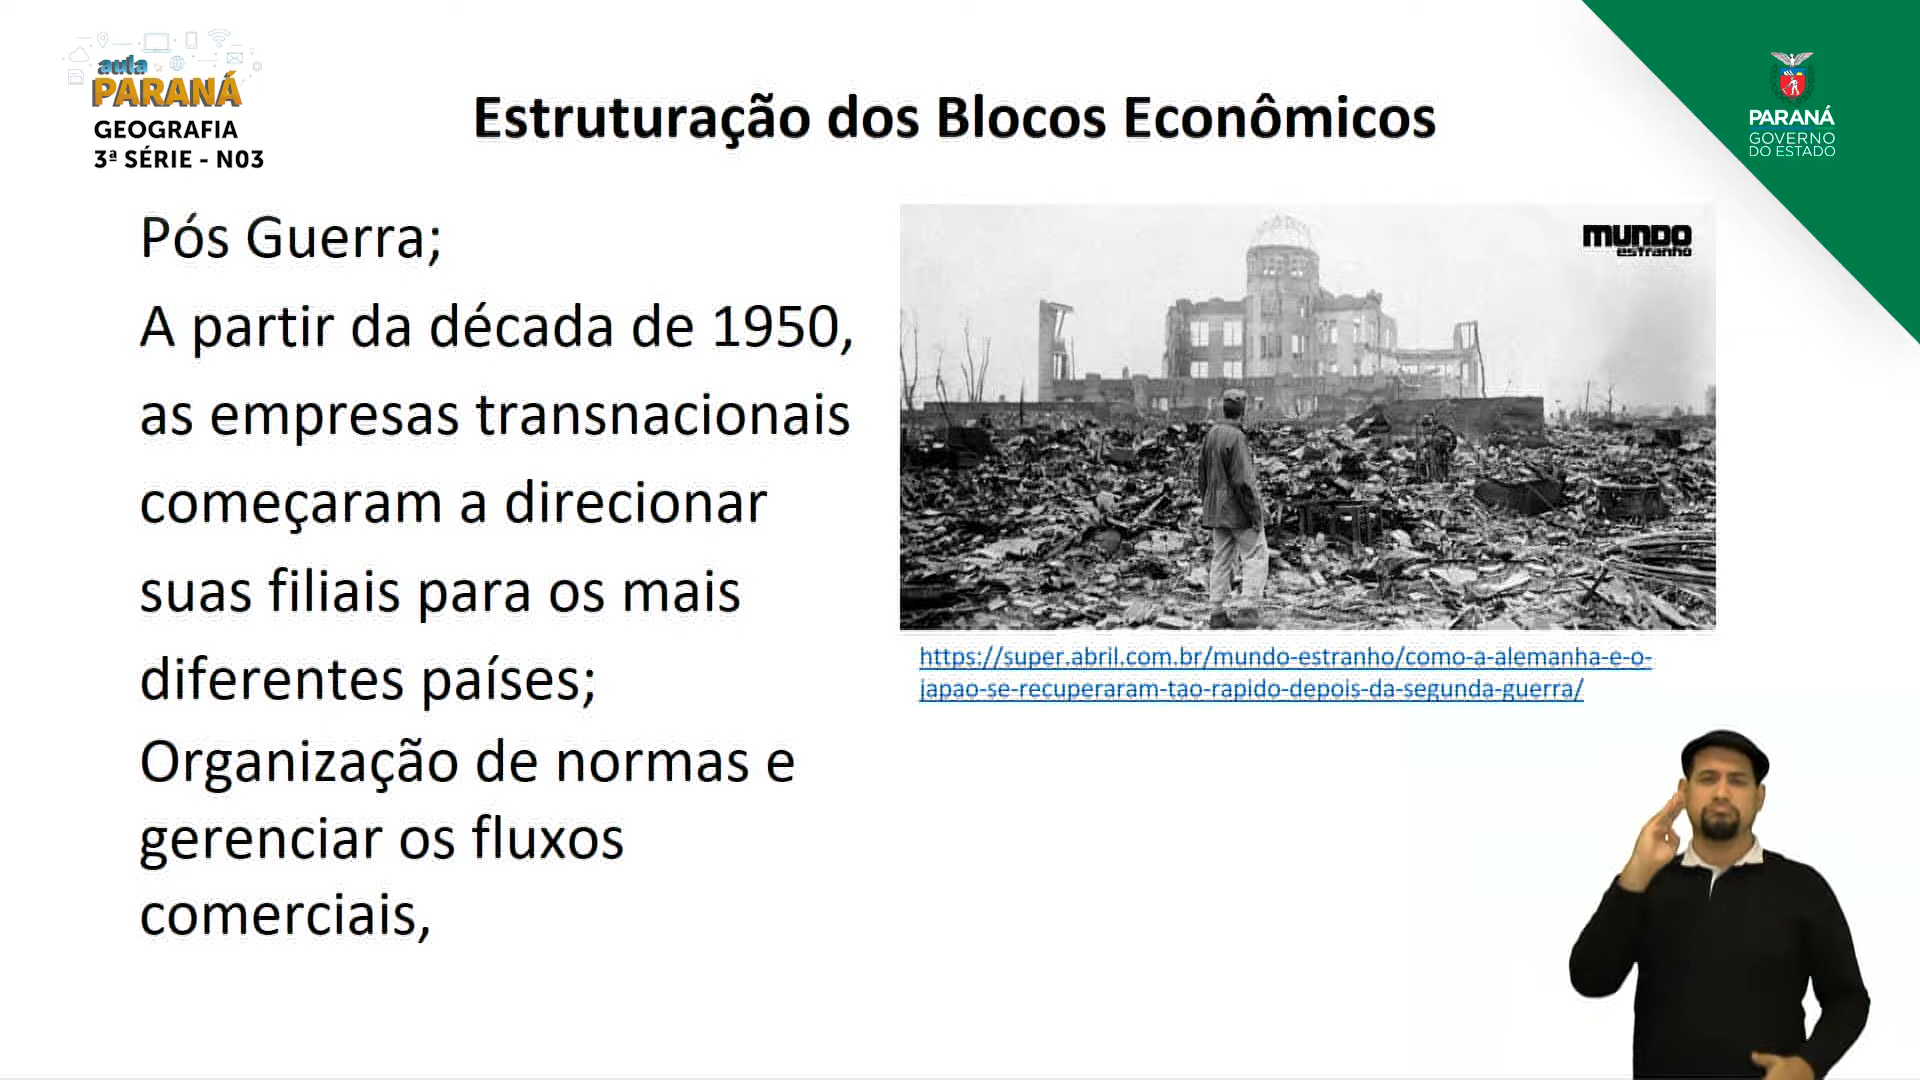 aula
PARANÁ
GEOGRAFIA
3ª SÉRIE - N03
Estruturação dos Blocos Econômicos
PARANÁ
GOVERNO
DO ESTADO
Pós Guerra;
A partir da década de 1950,
as empresas transnacionais
começaram a direcionar
suas filiais para os mais
diferentes países;
Organização de normas e
gerenciar os fluxos
comerciais,
MUNDO
estranho
https://super.abril.com.br/mundo-estranho/como-a-alemanha-e-o-
japao-se-recuperaram-tao-rapido-depois-da-segunda-guerra/